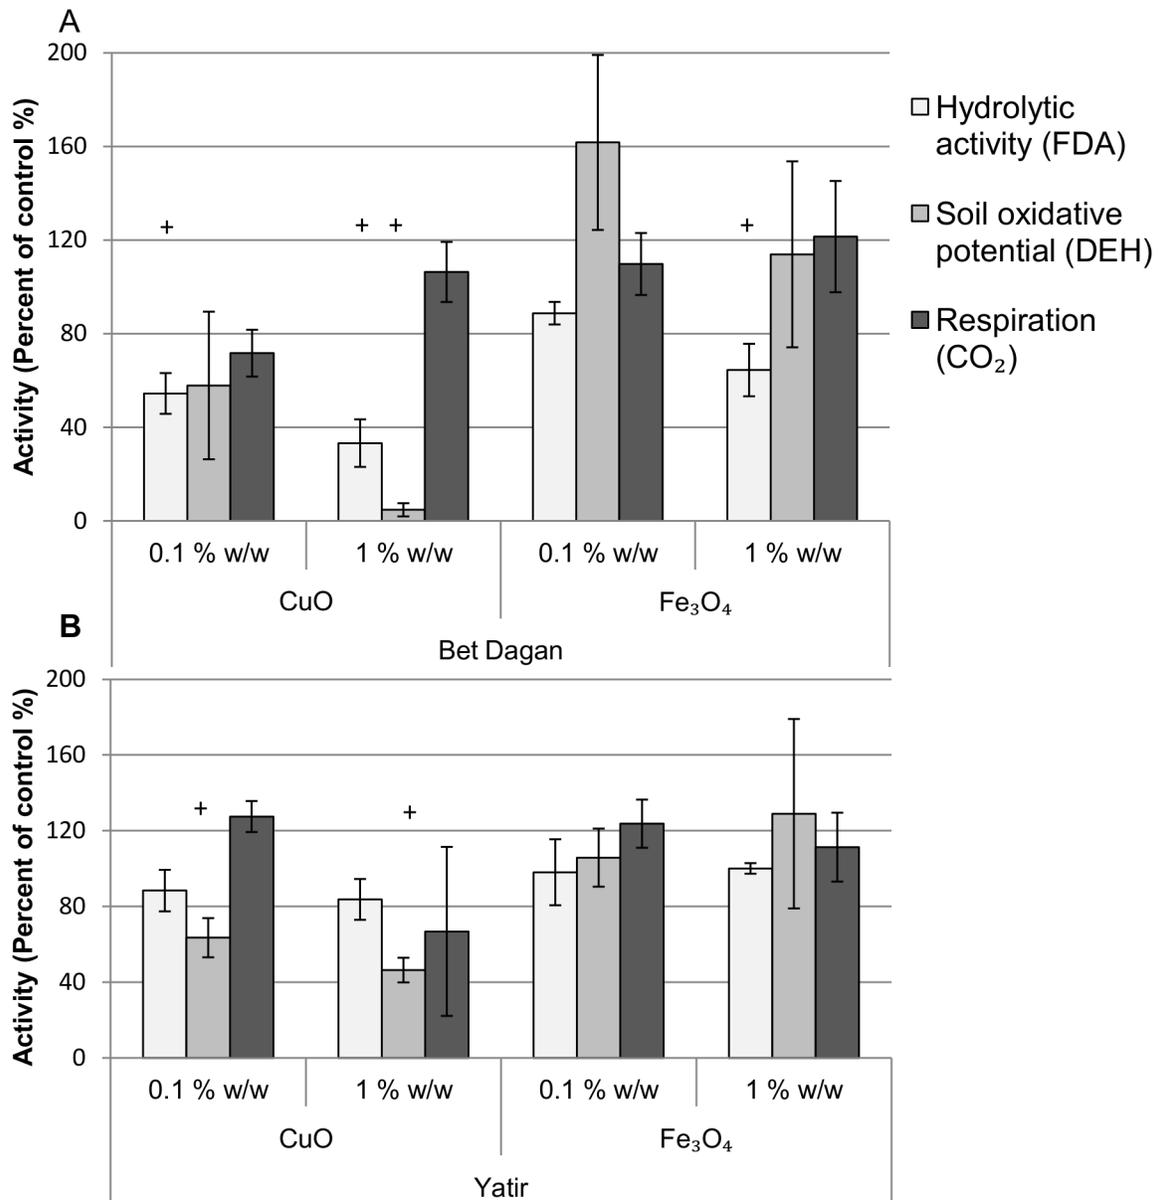 A
200
160
120
80
40
0
Activity (Percent of control %)
+
+ +
+
Hydrolytic
activity (FDA)
Soil oxidative
potential (DEH)
Respiration
(CO₂)
0.1 % w/w 1 % w/w 0.1 % w/w 1 % w/w
CuO Fe₃O₄
Bet Dagan
B
200
160
120
80
40
0
Activity (Percent of control %)
+
+
0.1 % w/w 1 % w/w 0.1 % w/w 1 % w/w
CuO Fe₃O₄
Yatir